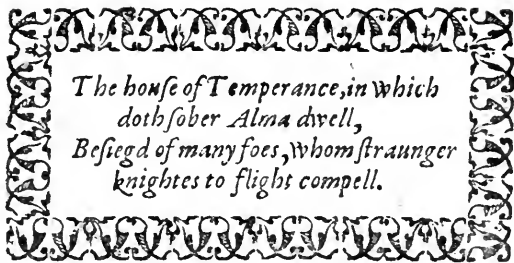 The houſe of Temperance, in which
doth ſober Alma dwell,
Beſiegd of many foes, whom ſtraunger
knightes to flight compell.